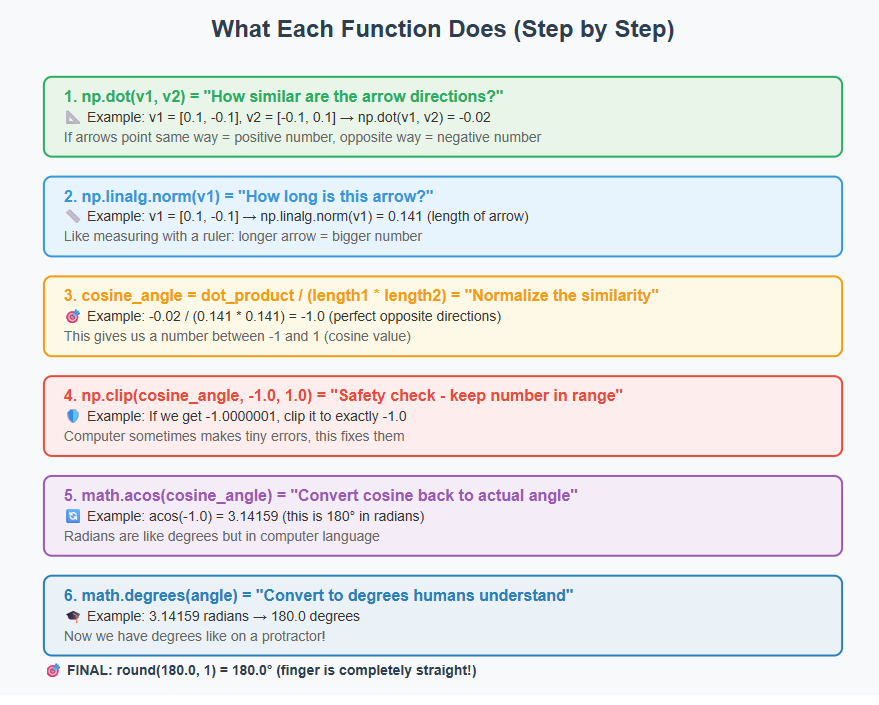 What Each Function Does (Step by Step)
1. np.dot(v1, v2) = "How similar are the arrow directions?"
📐 Example: v1 = [0.1, -0.1], v2 = [-0.1, 0.1] → np.dot(v1, v2) = -0.02
If arrows point same way = positive number, opposite way = negative number
2. np.linalg.norm(v1) = "How long is this arrow?"
📏 Example: v1 = [0.1, -0.1] → np.linalg.norm(v1) = 0.141 (length of arrow)
Like measuring with a ruler: longer arrow = bigger number
3. cosine_angle = dot_product / (length1 * length2) = "Normalize the similarity"
🎯 Example: -0.02 / (0.141 * 0.141) = -1.0 (perfect opposite directions)
This gives us a number between -1 and 1 (cosine value)
4. np.clip(cosine_angle, -1.0, 1.0) = "Safety check - keep number in range"
🛡️ Example: If we get -1.0000001, clip it to exactly -1.0
Computer sometimes makes tiny errors, this fixes them
5. math.acos(cosine_angle) = "Convert cosine back to actual angle"
🔄 Example: acos(-1.0) = 3.14159 (this is 180° in radians)
Radians are like degrees but in computer language
6. math.degrees(angle) = "Convert to degrees humans understand"
🎓 Example: 3.14159 radians → 180.0 degrees
Now we have degrees like on a protractor!
🎯 FINAL: round(180.0, 1) = 180.0° (finger is completely straight!)